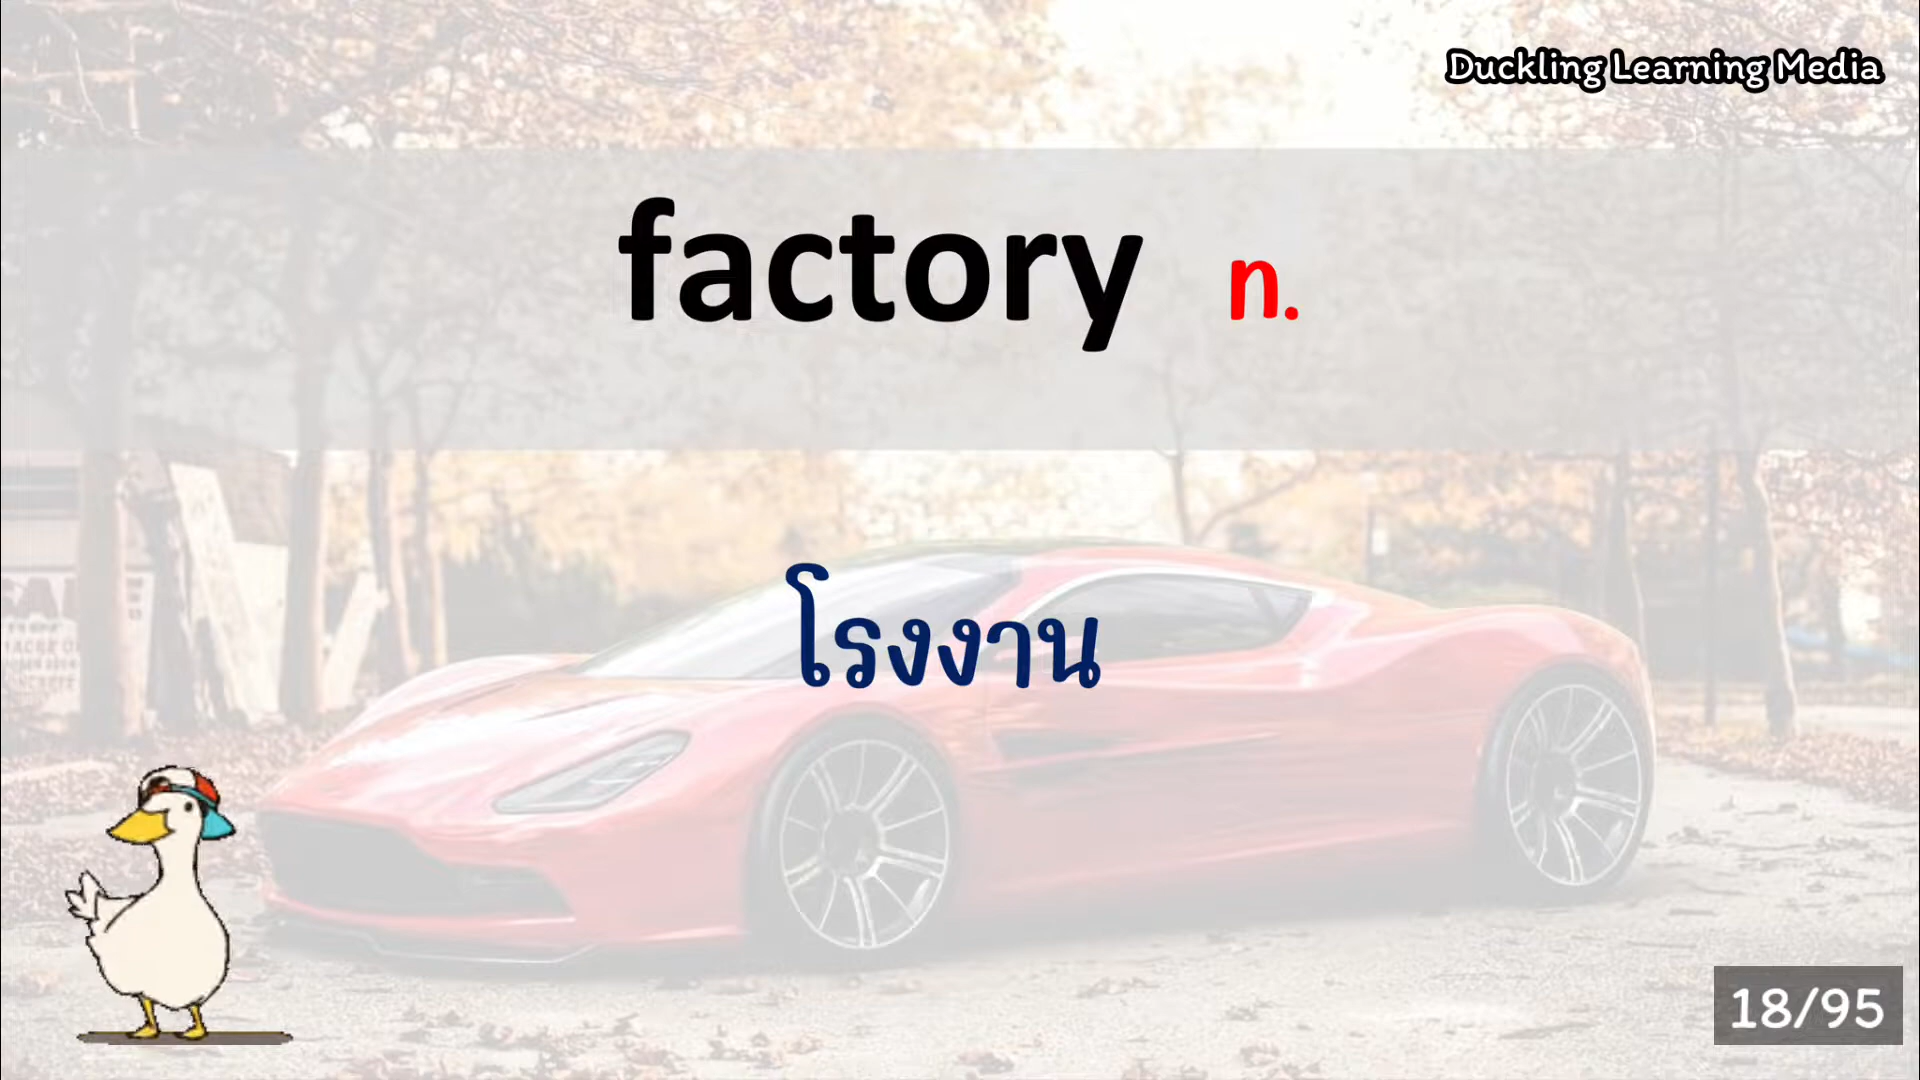 Duckling Learning Media
factory n.
โรงงาน
18/95